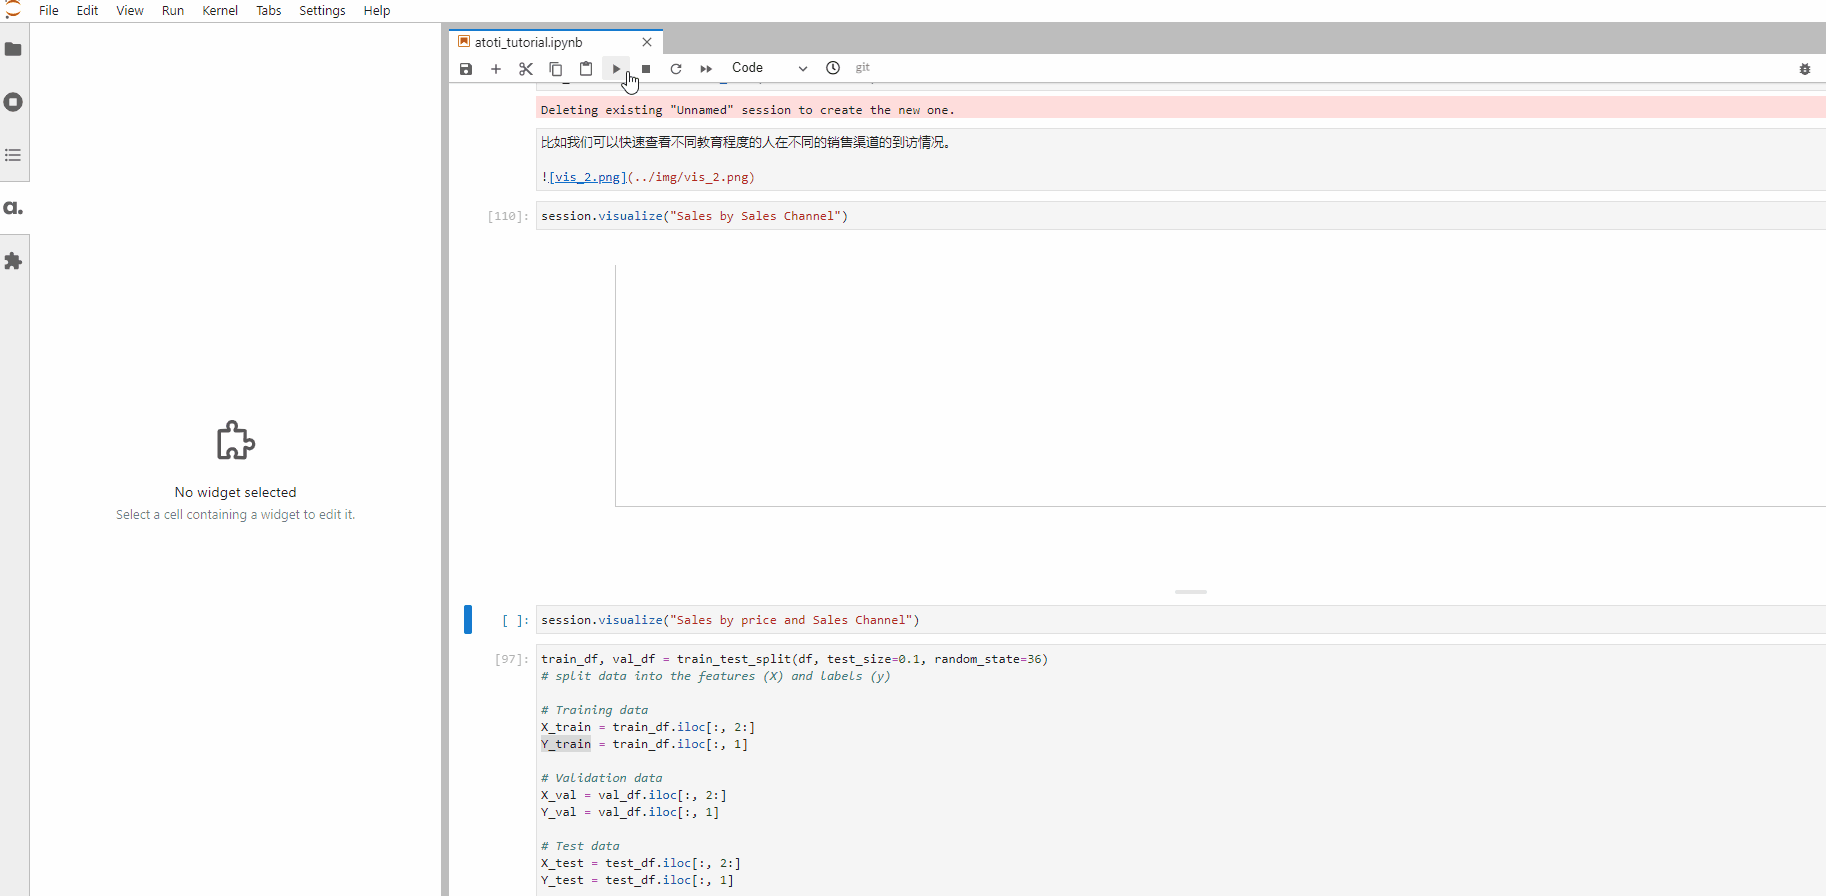 File Edit View Run Kernel Tabs Settings Help
atoti_tutorial.ipynb
Code
git
Deleting existing "Unnamed" session to create the new one.
比如我们可以快速查看不同教育程度的人在不同的销售渠道的到访情况。
![vis_2.png](../img/vis_2.png)
[110]: session.visualize("Sales by Sales Channel")
a.
No widget selected
Select a cell containing a widget to edit it.
[ ]: session.visualize("Sales by price and Sales Channel")
[97]: train_df, val_df = train_test_split(df, test_size=0.1, random_state=36)
# split data into the features (X) and labels (y)
# Training data
X_train = train_df.iloc[:, 2:]
Y_train = train_df.iloc[:, 1]
# Validation data
X_val = val_df.iloc[:, 2:]
Y_val = val_df.iloc[:, 1]
# Test data
X_test = test_df.iloc[:, 2:]
Y_test = test_df.iloc[:, 1]